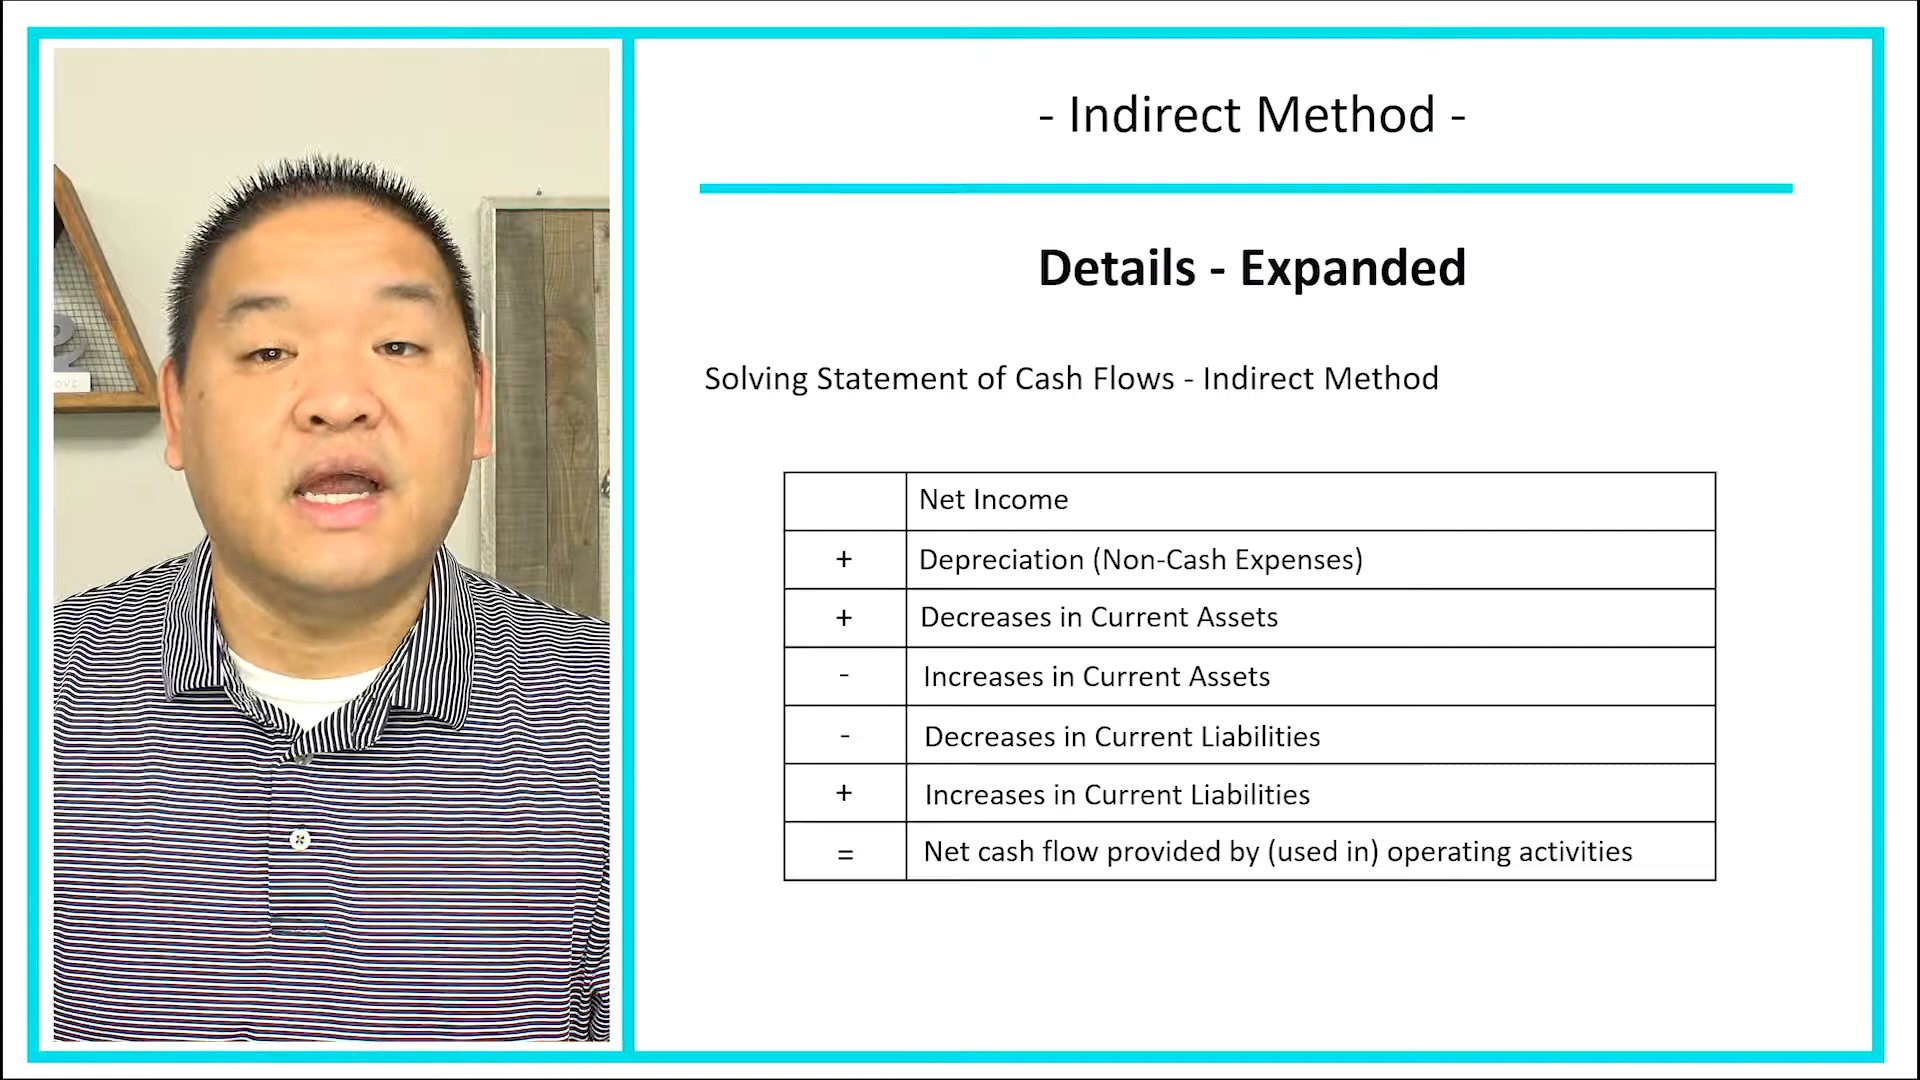 - Indirect Method -
Details - Expanded
Solving Statement of Cash Flows - Indirect Method
Net Income
+ Depreciation (Non-Cash Expenses)
+ Decreases in Current Assets
- Increases in Current Assets
- Decreases in Current Liabilities
+ Increases in Current Liabilities
= Net cash flow provided by (used in) operating activities